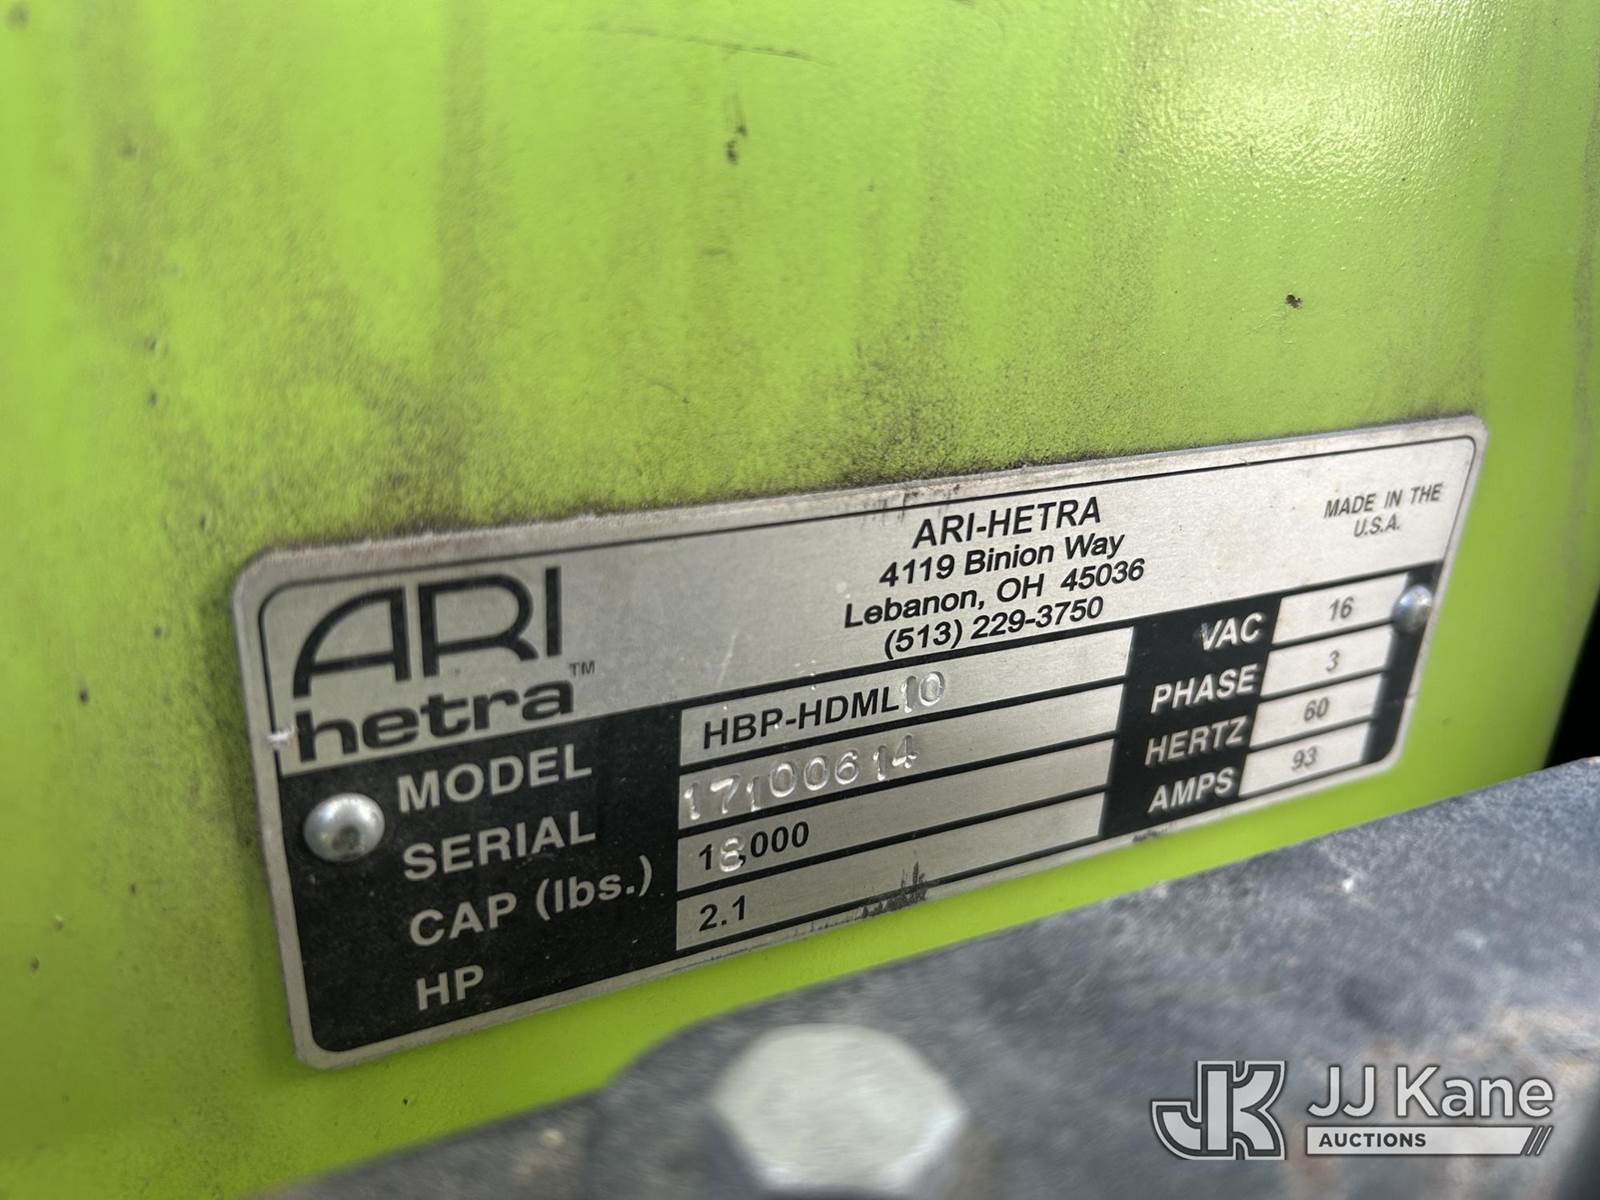 ARI
hetra™
ARI-HETRA
4119 Binion Way
Lebanon, OH 45036
(513) 229-3750
MADE IN THE
U.S.A.
MODEL HBP-HDML10
SERIAL 17100614
CAP (lbs.) 18,000
HP 2.1
VAC 16
PHASE 3
HERTZ 60
AMPS 93
JK JJ Kane
AUCTIONS